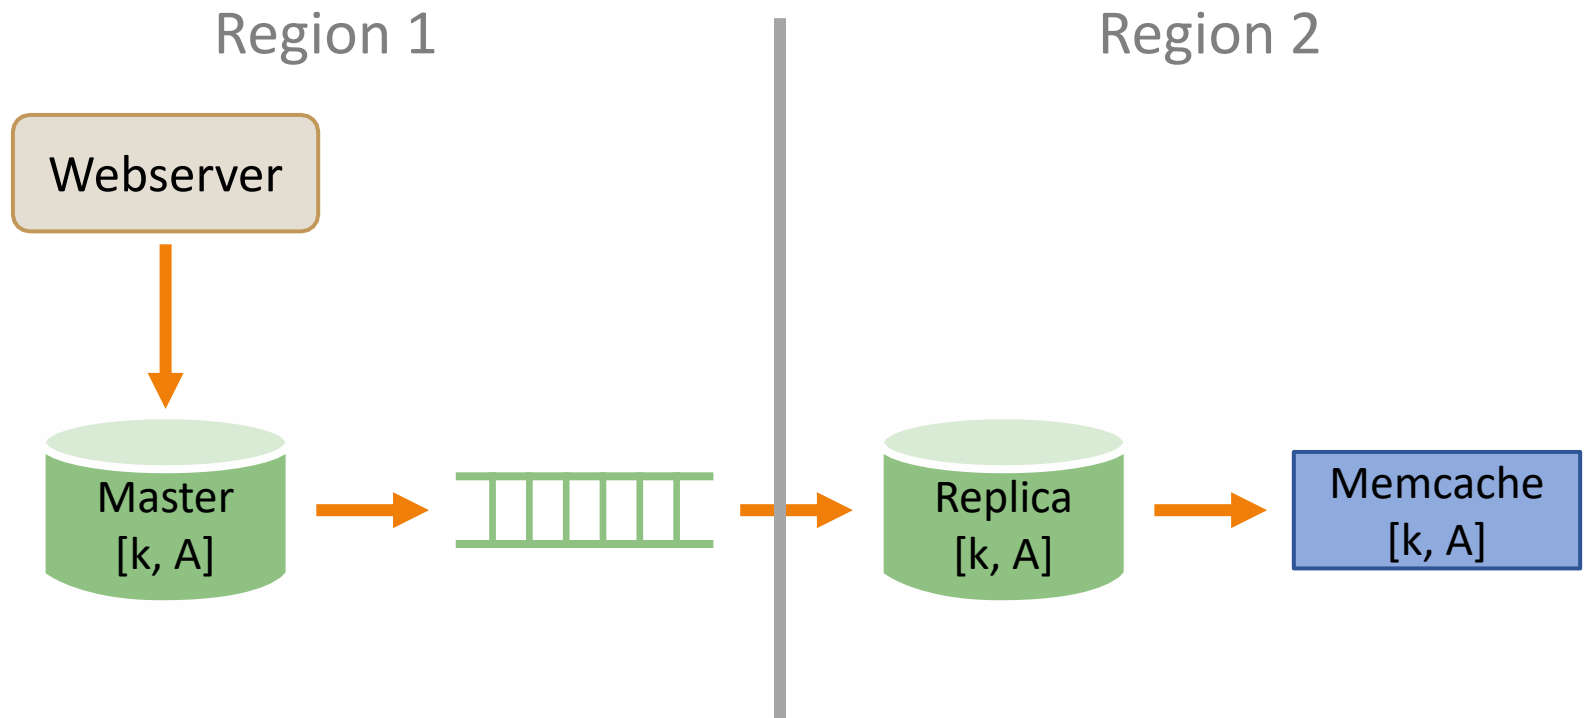 Region 1
Region 2
Webserver
Master
[k, A]
Replica
[k, A]
Memcache
[k, A]